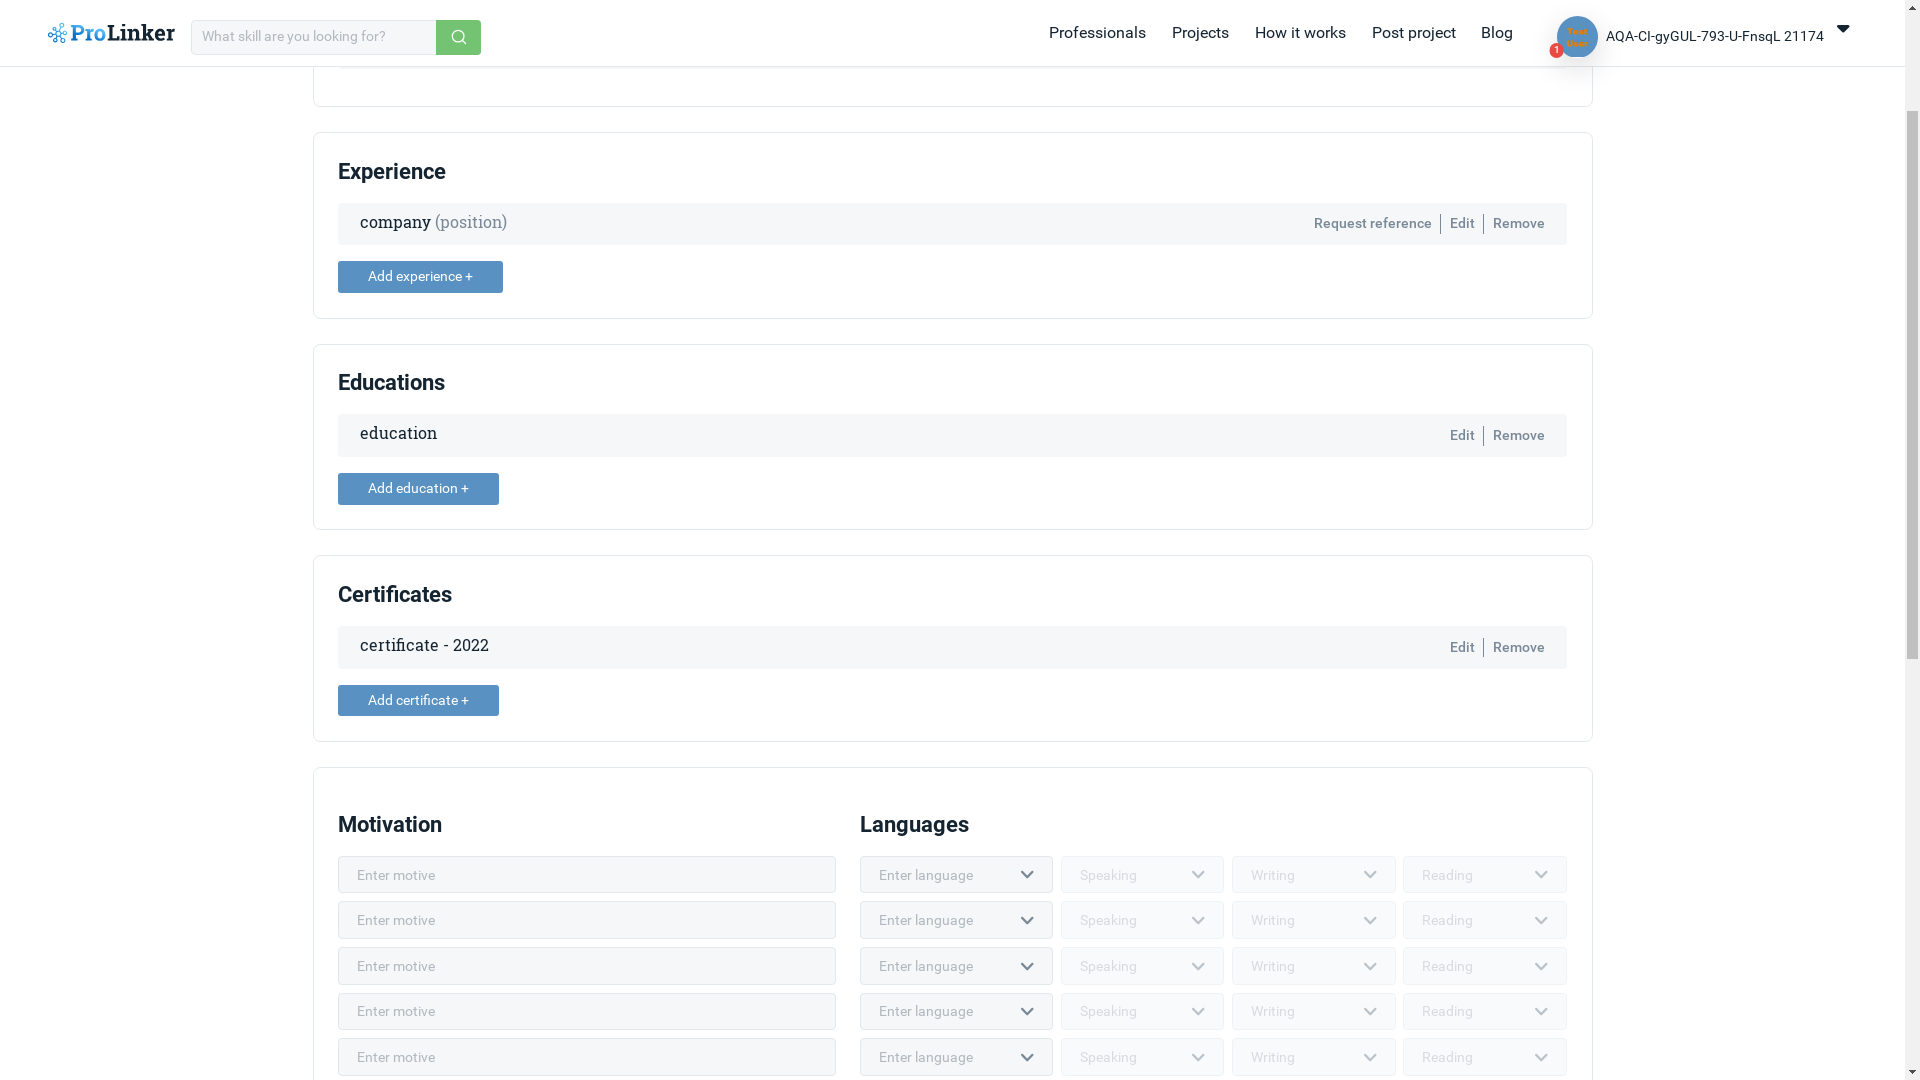 ProLinker What skill are you looking for? Professionals Projects How it works Post project Blog Test User 1 AQA-CI-gyGUL-793-U-FnsqL 21174
Experience
company (position) Request reference Edit Remove
Add experience +
Educations
education Edit Remove
Add education +
Certificates
certificate - 2022 Edit Remove
Add certificate +
Motivation Languages
Enter motive Enter language Speaking Writing Reading
Enter motive Enter language Speaking Writing Reading
Enter motive Enter language Speaking Writing Reading
Enter motive Enter language Speaking Writing Reading
Enter motive Enter language Speaking Writing Reading